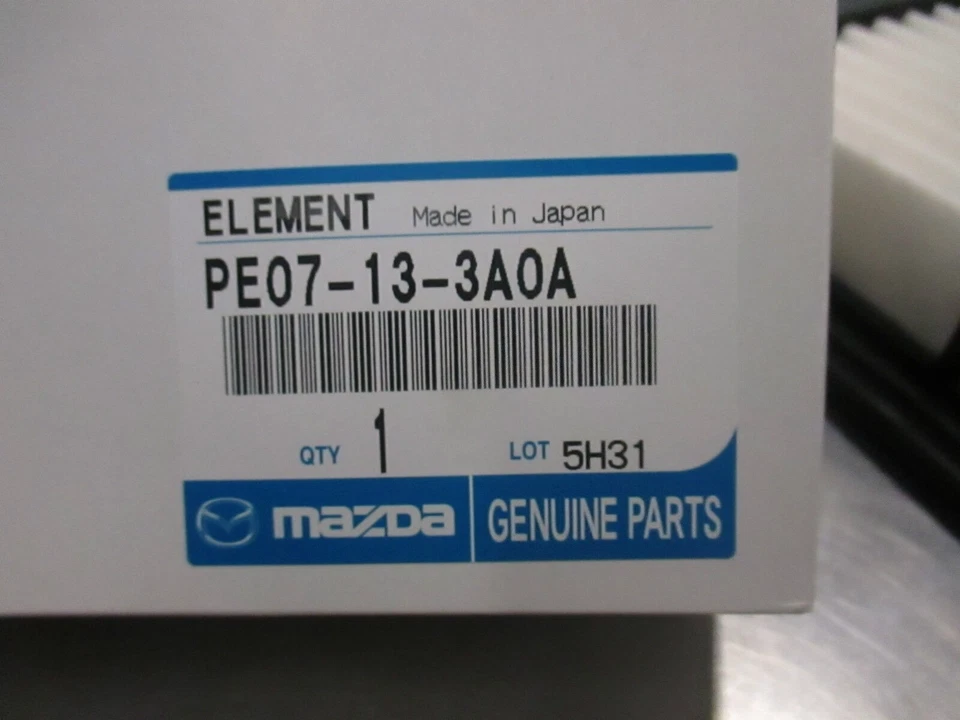 ELEMENT Made in Japan
PE07-13-3A0A
QTY 1 LOT 5H31
mazda GENUINE PARTS